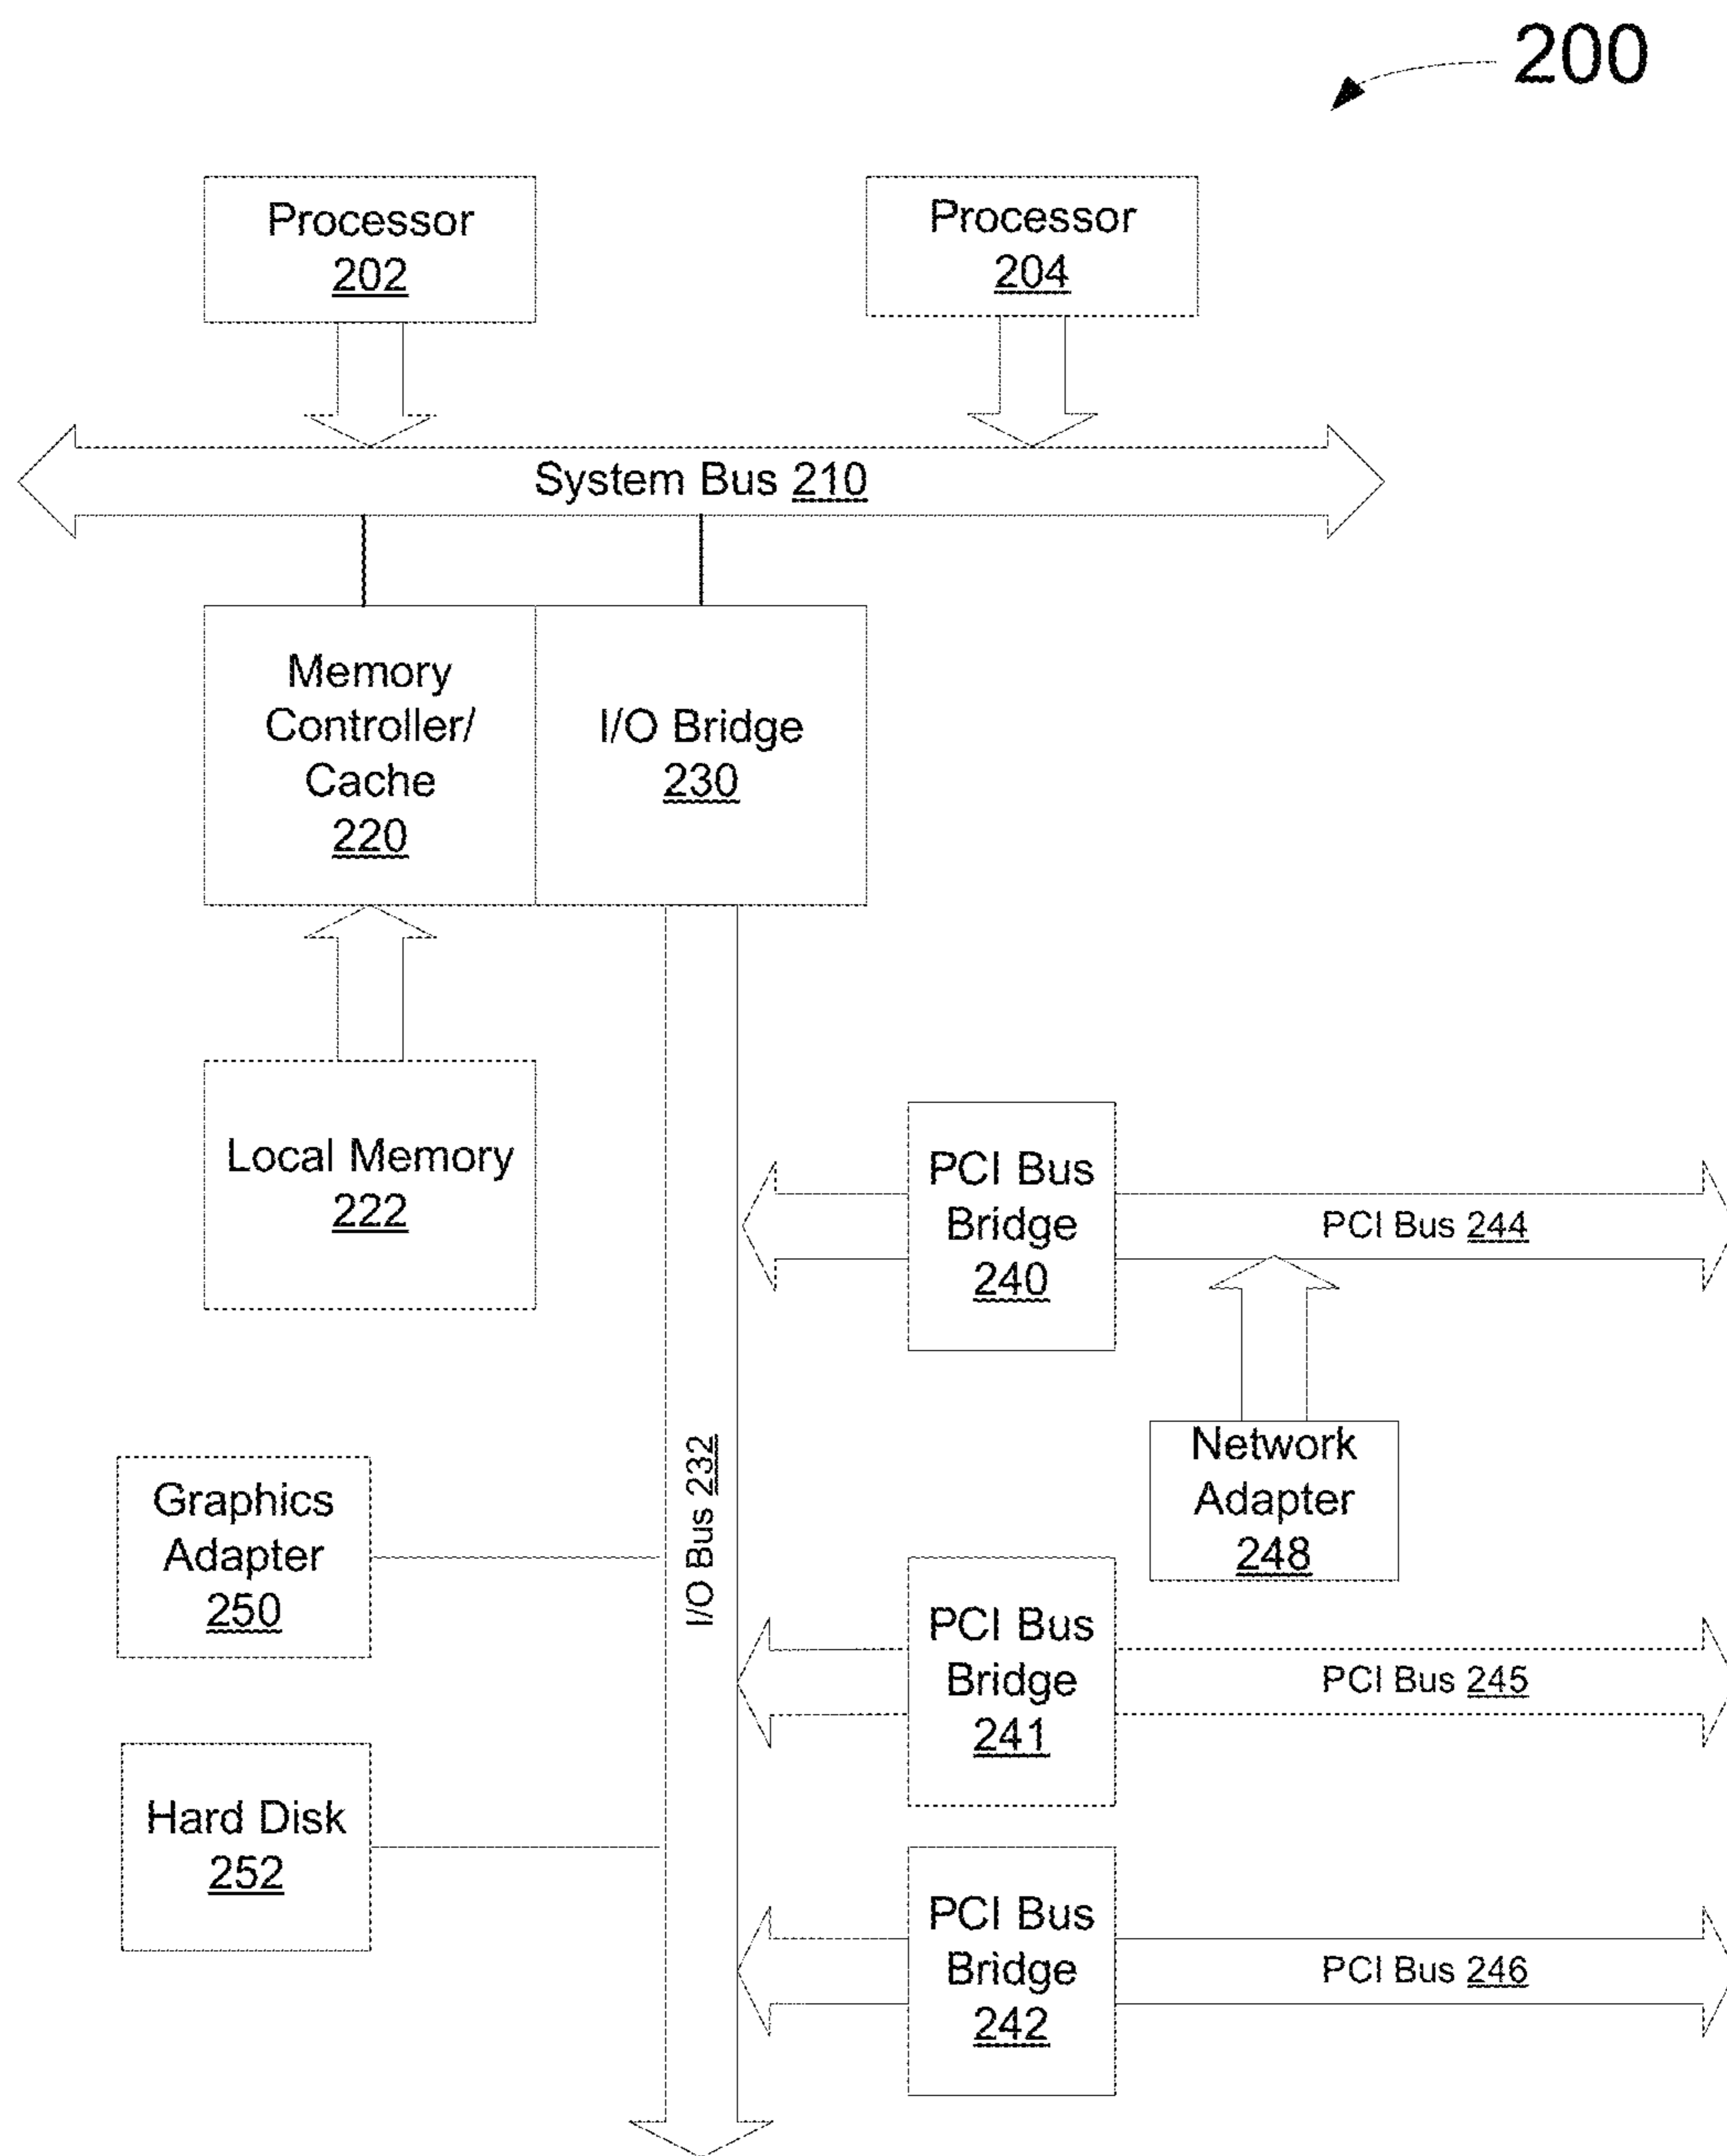 200
Processor
202
Processor
204
System Bus 210
Memory
Controller/
Cache
220
I/O Bridge
230
Local Memory
222
PCI Bus
Bridge
240
PCI Bus 244
Network
Adapter
248
I/O Bus 232
Graphics
Adapter
250
PCI Bus
Bridge
241
PCI Bus 245
Hard Disk
252
PCI Bus
Bridge
242
PCI Bus 246